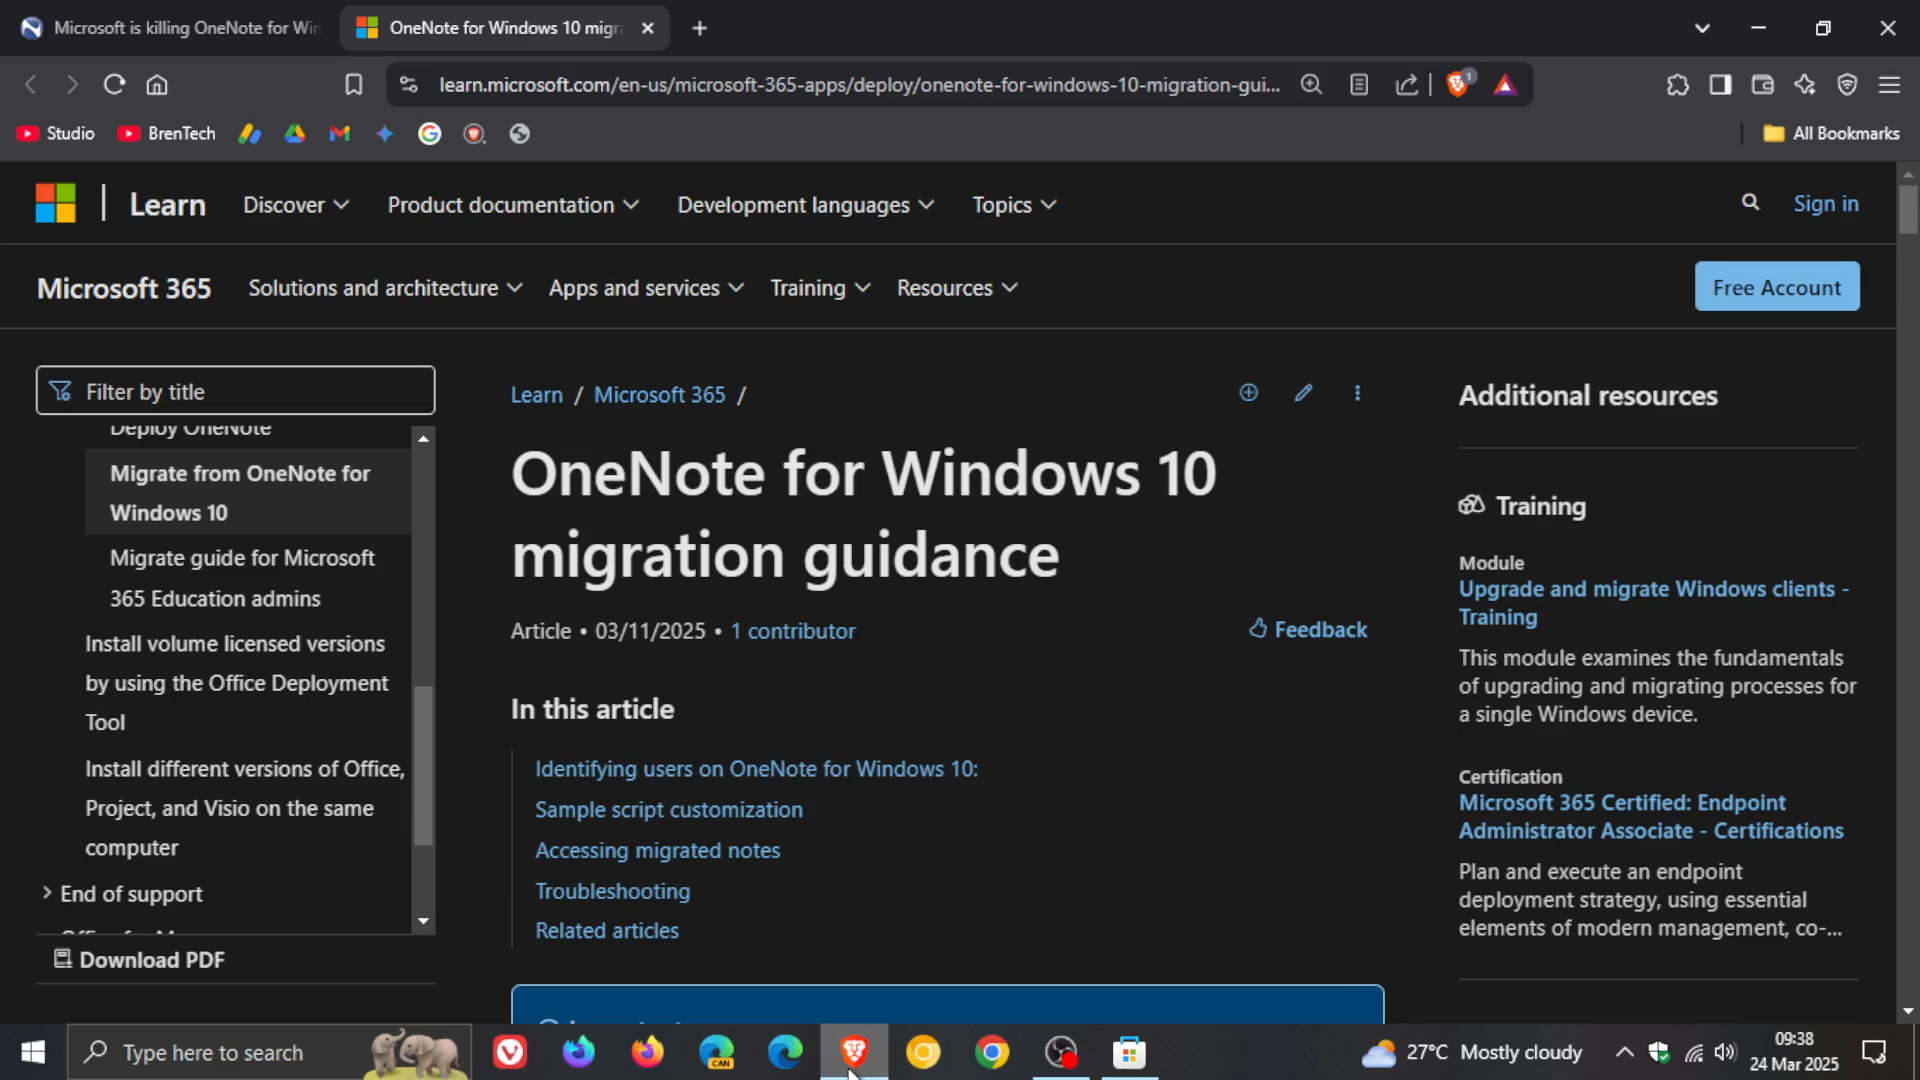 Microsoft is killing OneNote for Win
OneNote for Windows 10 migra
learn.microsoft.com/en-us/microsoft-365-apps/deploy/onenote-for-windows-10-migration-gui...
1
Studio
BrenTech
All Bookmarks
Learn
Discover
Product documentation
Development languages
Topics
Sign in
Microsoft 365
Solutions and architecture
Apps and services
Training
Resources
Free Account
Filter by title
Deploy OneNote
Migrate from OneNote for
Windows 10
Migrate guide for Microsoft
365 Education admins
Install volume licensed versions
by using the Office Deployment
Tool
Install different versions of Office,
Project, and Visio on the same
computer
End of support
Download PDF
Learn / Microsoft 365 /
OneNote for Windows 10
migration guidance
Article • 03/11/2025 • 1 contributor
Feedback
In this article
Identifying users on OneNote for Windows 10:
Sample script customization
Accessing migrated notes
Troubleshooting
Related articles
Additional resources
Training
Module
Upgrade and migrate Windows clients -
Training
This module examines the fundamentals
of upgrading and migrating processes for
a single Windows device.
Certification
Microsoft 365 Certified: Endpoint
Administrator Associate - Certifications
Plan and execute an endpoint
deployment strategy, using essential
elements of modern management, co-...
Type here to search
CAN
27°C Mostly cloudy
09:38
24 Mar 2025